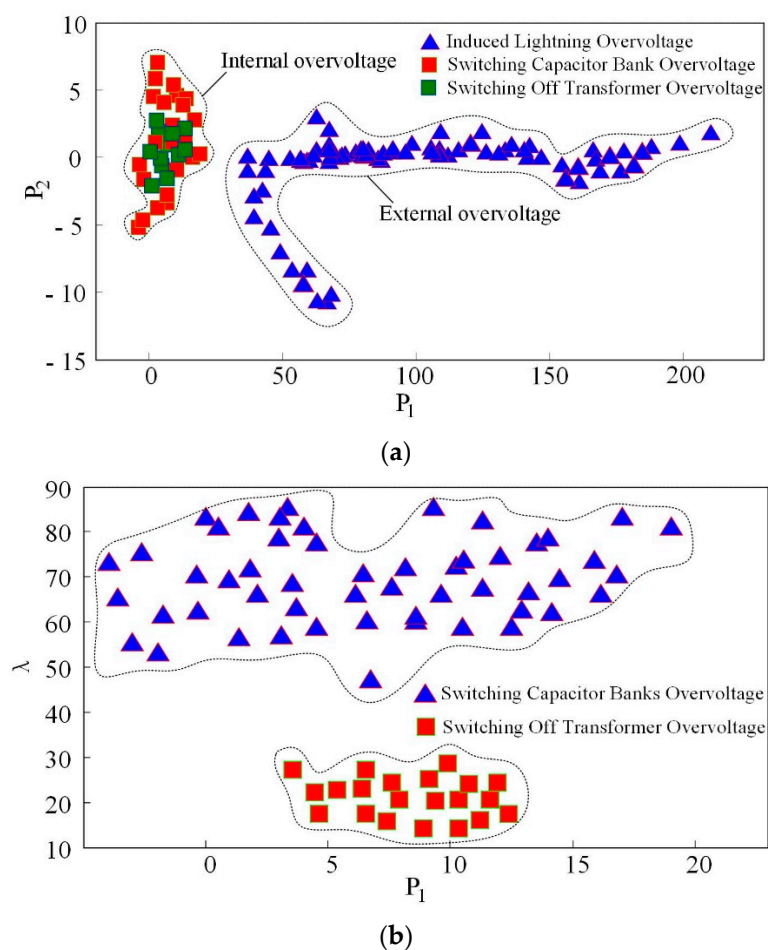 10
5
0
- 5
- 10
- 15
P2
Internal overvoltage
Induced Lightning Overvoltage
Switching Capacitor Bank Overvoltage
Switching Off Transformer Overvoltage
External overvoltage
0 50 100 150 200
P1
(a)
90
80
70
60
50
40
30
20
10
λ
Switching Capacitor Banks Overvoltage
Switching Off Transformer Overvoltage
0 5 10 15 20
P1
(b)